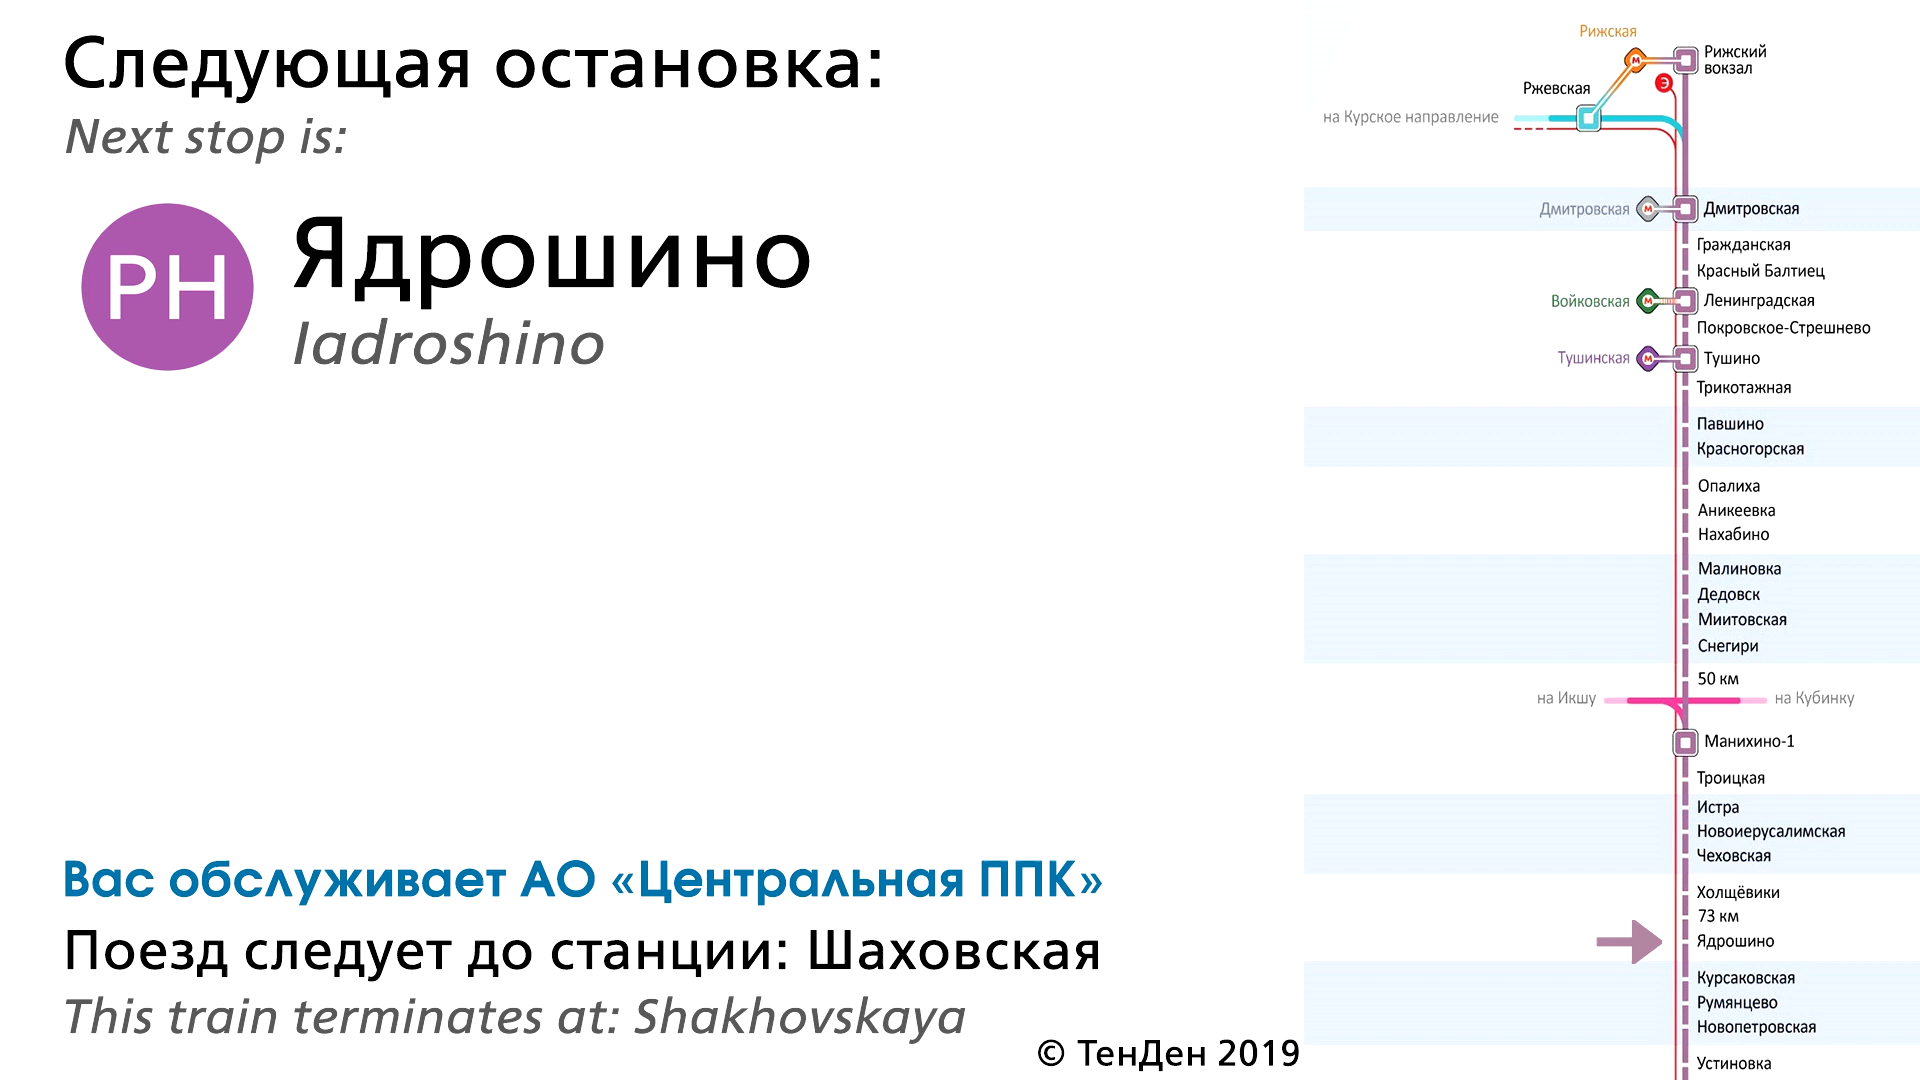 Следующая остановка:
Next stop is:
РН
Ядрошино
Iadroshino
Вас обслуживает АО «Центральная ППК»
Поезд следует до станции: Шаховская
This train terminates at: Shakhovskaya
© ТенДен 2019
Рижская
М
Рижский
вокзал
Э
Ржевская
на Курское направление
Дмитровская М Дмитровская
Гражданская
Красный Балтиец
Войковская М Ленинградская
Покровское-Стрешнево
Тушинская М Тушино
Трикотажная
Павшино
Красногорская
Опалиха
Аникеевка
Нахабино
Малиновка
Дедовск
Миитовская
Снегири
50 км
на Икшу на Кубинку
Манихино-1
Троицкая
Истра
Новоиерусалимская
Чеховская
Холщёвики
73 км
Ядрошино
Курсаковская
Румянцево
Новопетровская
Устиновка